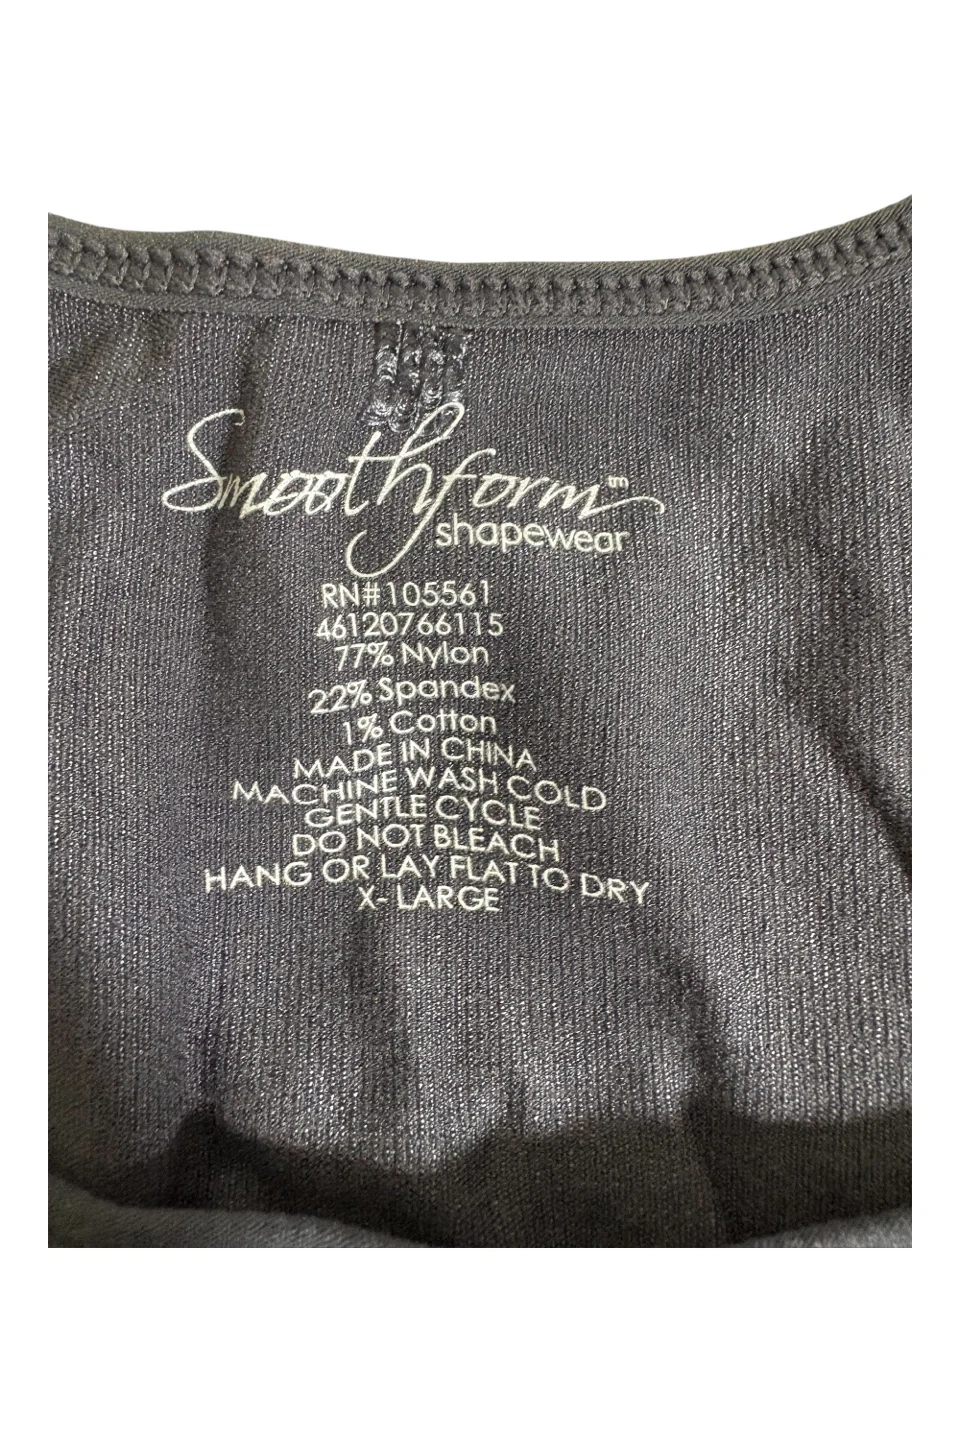 Smoothform™
shapewear
RN#105561
46120766115
77% Nylon
22% Spandex
1% Cotton
MADE IN CHINA
MACHINE WASH COLD
GENTLE CYCLE
DO NOT BLEACH
HANG OR LAY FLAT TO DRY
X- LARGE